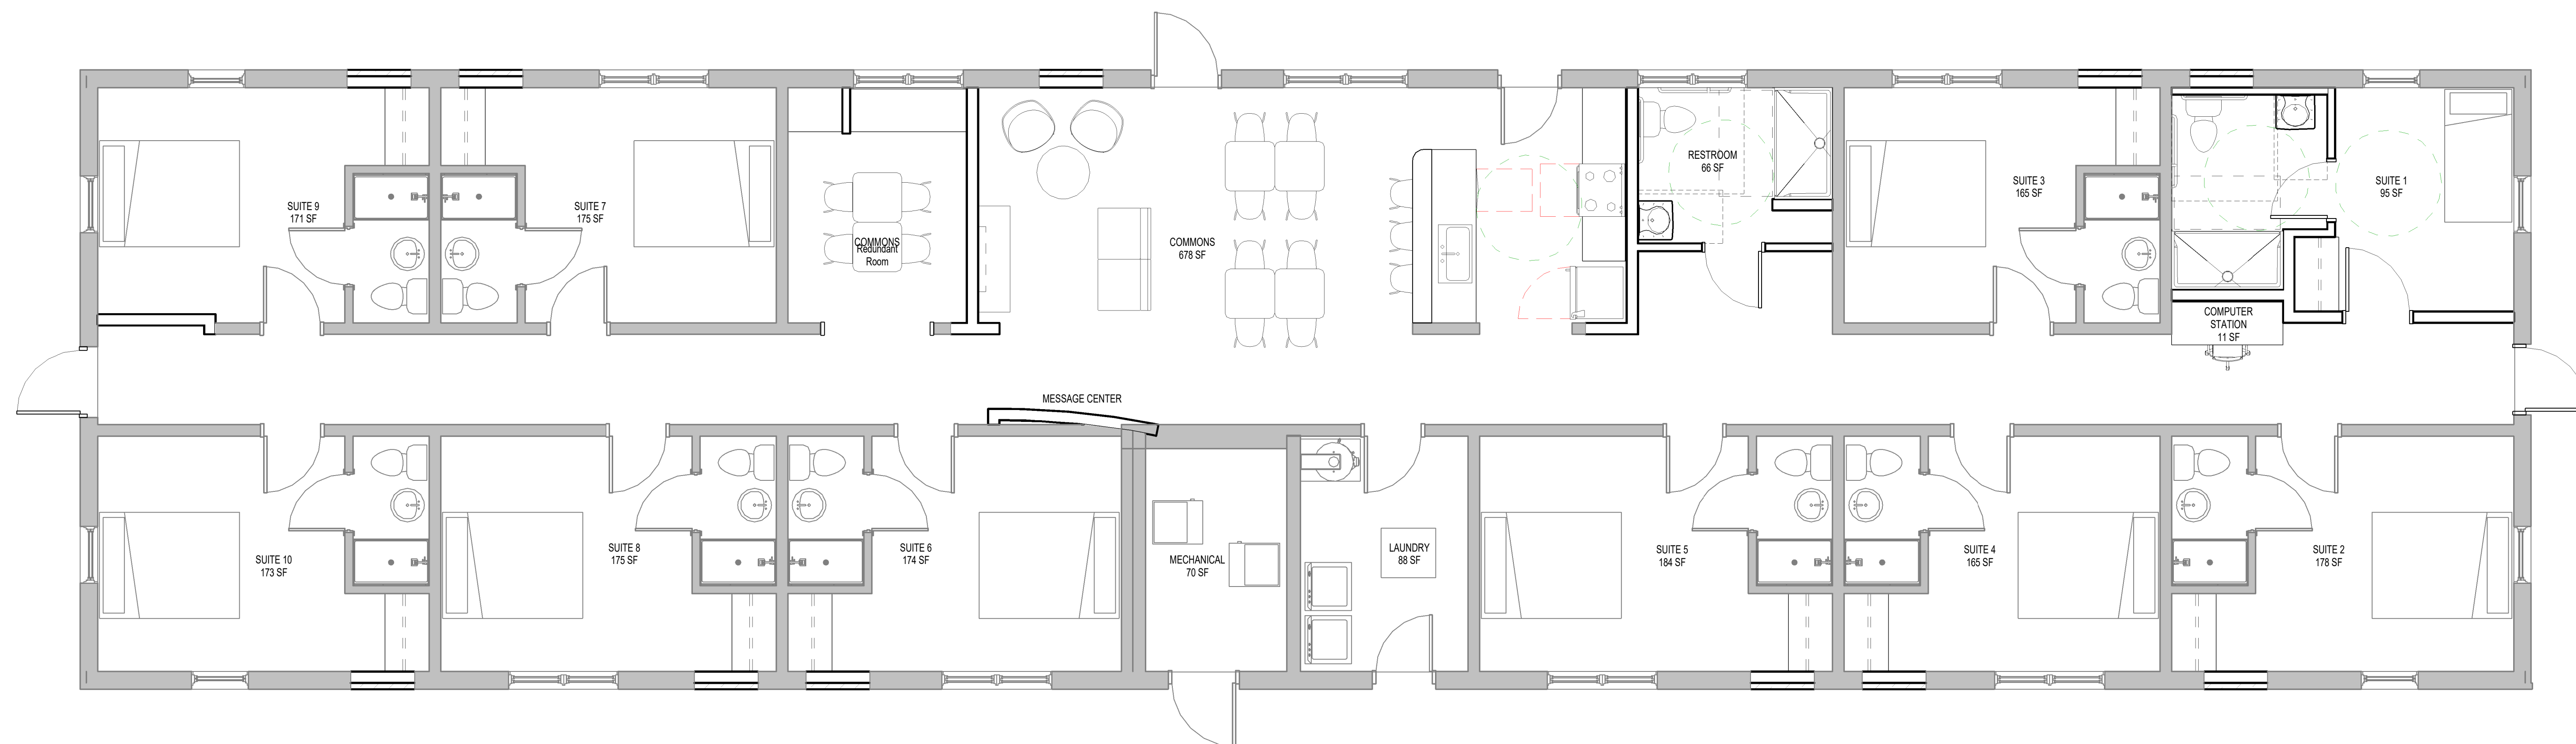 SUITE 9
171 SF
SUITE 7
175 SF
COMMONS
Redundant
Room
COMMONS
678 SF
RESTROOM
66 SF
SUITE 3
165 SF
SUITE 1
95 SF
COMPUTER
STATION
11 SF
MESSAGE CENTER
SUITE 10
173 SF
SUITE 8
175 SF
SUITE 6
174 SF
MECHANICAL
70 SF
LAUNDRY
88 SF
SUITE 5
184 SF
SUITE 4
165 SF
SUITE 2
178 SF